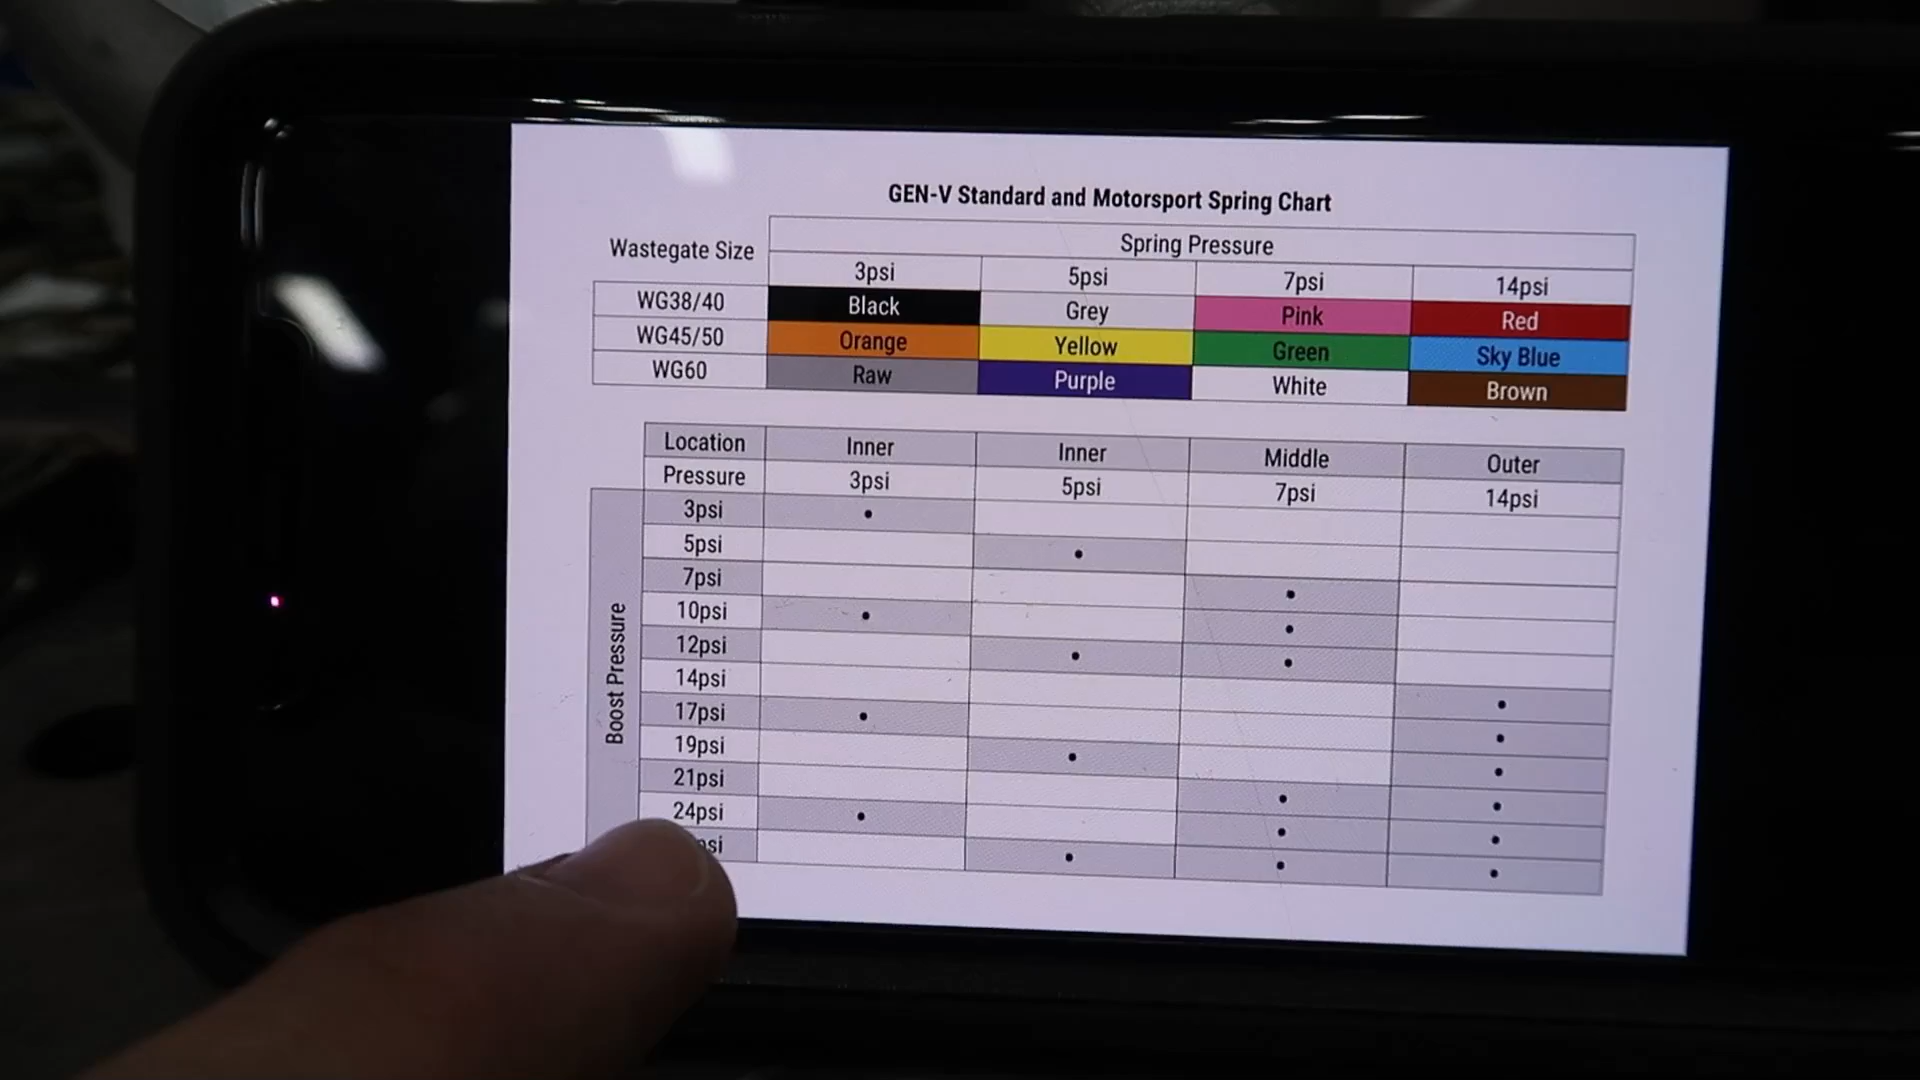 GEN-V Standard and Motorsport Spring Chart
Wastegate Size Spring Pressure
3psi 5psi 7psi 14psi
WG38/40 Black Grey Pink Red
WG45/50 Orange Yellow Green Sky Blue
WG60 Raw Purple White Brown
Location Inner Inner Middle Outer
Pressure 3psi 5psi 7psi 14psi
Boost Pressure
3psi •
5psi •
7psi •
10psi • •
12psi • •
14psi •
17psi • •
19psi • •
21psi • •
24psi • • •
• • •